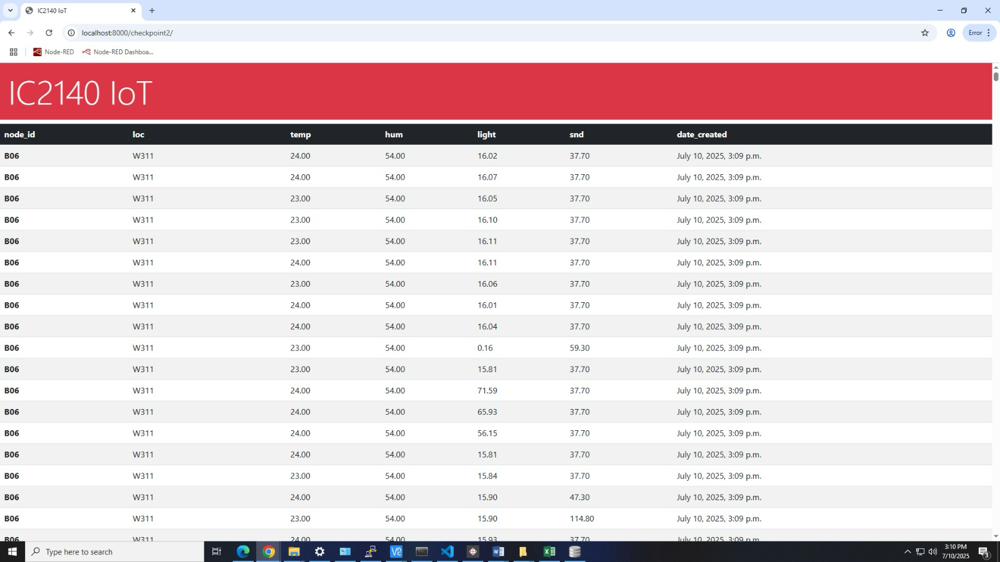 IC2140 IoT
localhost:8000/checkpoint2/
Error
Node-RED
Node-RED Dashboa...
IC2140 IoT
node_id loc temp hum light snd date_created
B06 W311 24.00 54.00 16.02 37.70 July 10, 2025, 3:09 p.m.
B06 W311 24.00 54.00 16.07 37.70 July 10, 2025, 3:09 p.m.
B06 W311 23.00 54.00 16.05 37.70 July 10, 2025, 3:09 p.m.
B06 W311 23.00 54.00 16.10 37.70 July 10, 2025, 3:09 p.m.
B06 W311 23.00 54.00 16.11 37.70 July 10, 2025, 3:09 p.m.
B06 W311 24.00 54.00 16.11 37.70 July 10, 2025, 3:09 p.m.
B06 W311 23.00 54.00 16.06 37.70 July 10, 2025, 3:09 p.m.
B06 W311 24.00 54.00 16.01 37.70 July 10, 2025, 3:09 p.m.
B06 W311 24.00 54.00 16.04 37.70 July 10, 2025, 3:09 p.m.
B06 W311 23.00 54.00 0.16 59.30 July 10, 2025, 3:09 p.m.
B06 W311 23.00 54.00 15.81 37.70 July 10, 2025, 3:09 p.m.
B06 W311 24.00 54.00 71.59 37.70 July 10, 2025, 3:09 p.m.
B06 W311 24.00 54.00 65.93 37.70 July 10, 2025, 3:09 p.m.
B06 W311 24.00 54.00 56.15 37.70 July 10, 2025, 3:09 p.m.
B06 W311 24.00 54.00 15.81 37.70 July 10, 2025, 3:09 p.m.
B06 W311 23.00 54.00 15.84 37.70 July 10, 2025, 3:09 p.m.
B06 W311 24.00 54.00 15.90 47.30 July 10, 2025, 3:09 p.m.
B06 W311 23.00 54.00 15.90 114.80 July 10, 2025, 3:09 p.m.
B06 W311 24.00 54.00 15.93 37.70 July 10, 2025, 3:09 p.m.
Type here to search
V2
3:10 PM
7/10/2025
3